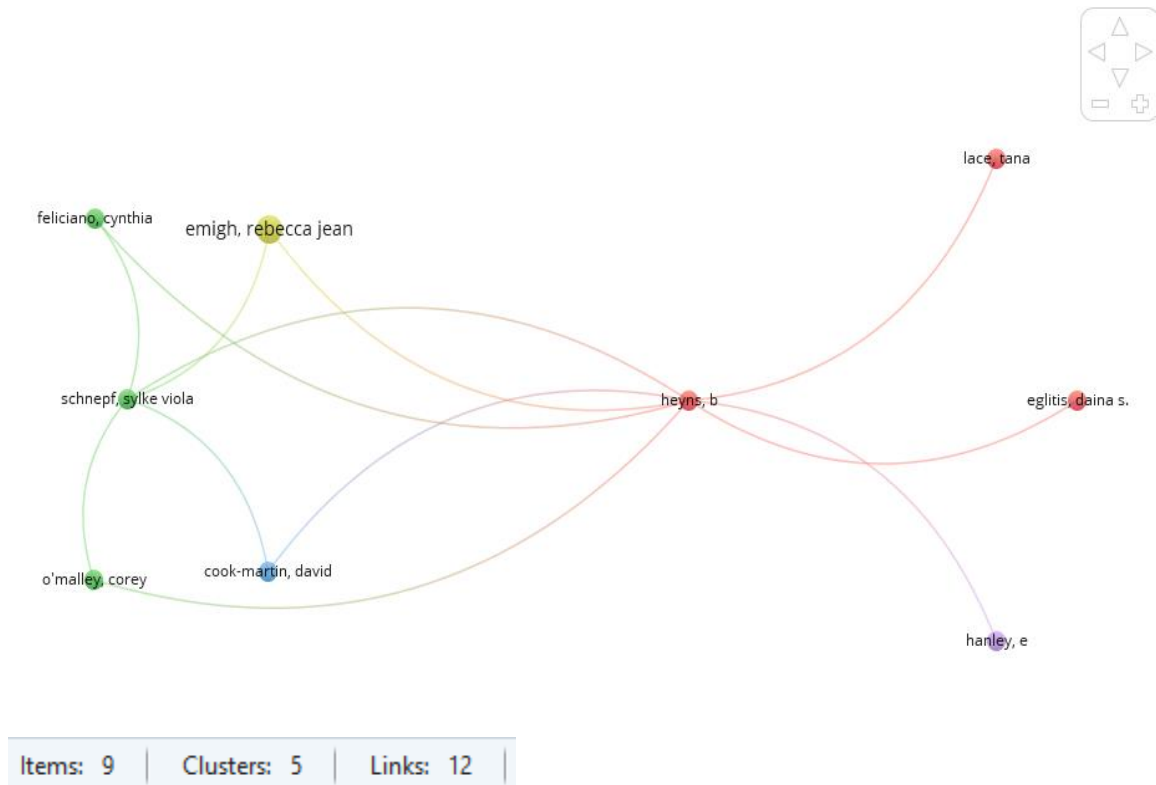 lace, tana
feliciano, cynthia
emigh, rebecca jean
schnepf, sylke viola
heyns, b
eglitis, daina s.
cook-martin, david
o'malley, corey
hanley, e
Items: 9 Clusters: 5 Links: 12